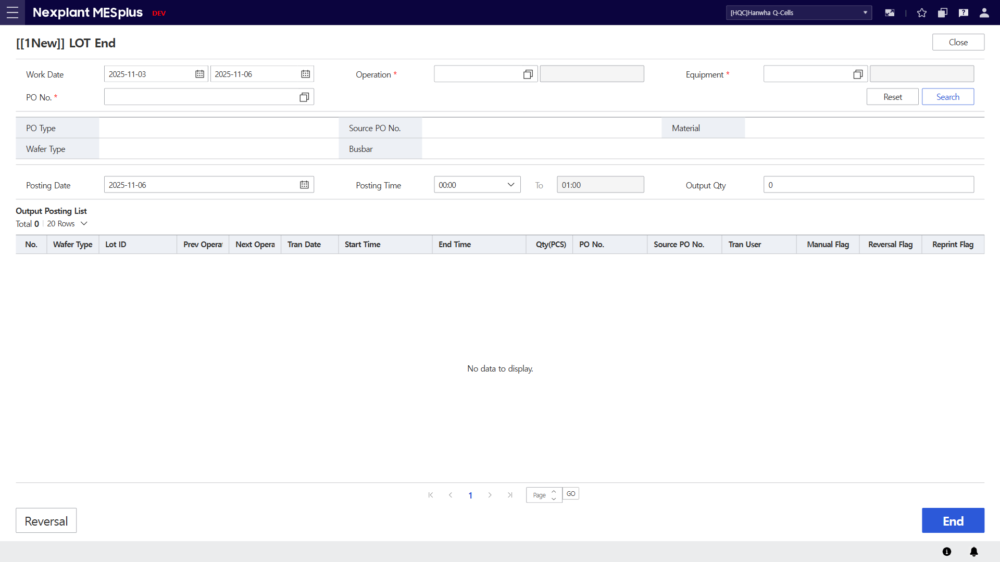 Nexplant MESplus DEV [HQC]Hanwha Q-Cells
[[1New]] LOT End Close
Work Date 2025-11-03 2025-11-06 Operation * Equipment *
PO No. * Reset Search
PO Type Source PO No. Material
Wafer Type Busbar
Posting Date 2025-11-06 Posting Time 00:00 To 01:00 Output Qty 0
Output Posting List
Total 0 20 Rows
No. Wafer Type Lot ID Prev Opera Next Opera Tran Date Start Time End Time Qty(PCS) PO No. Source PO No. Tran User Manual Flag Reversal Flag Reprint Flag
No data to display.
1 Page GO
Reversal End